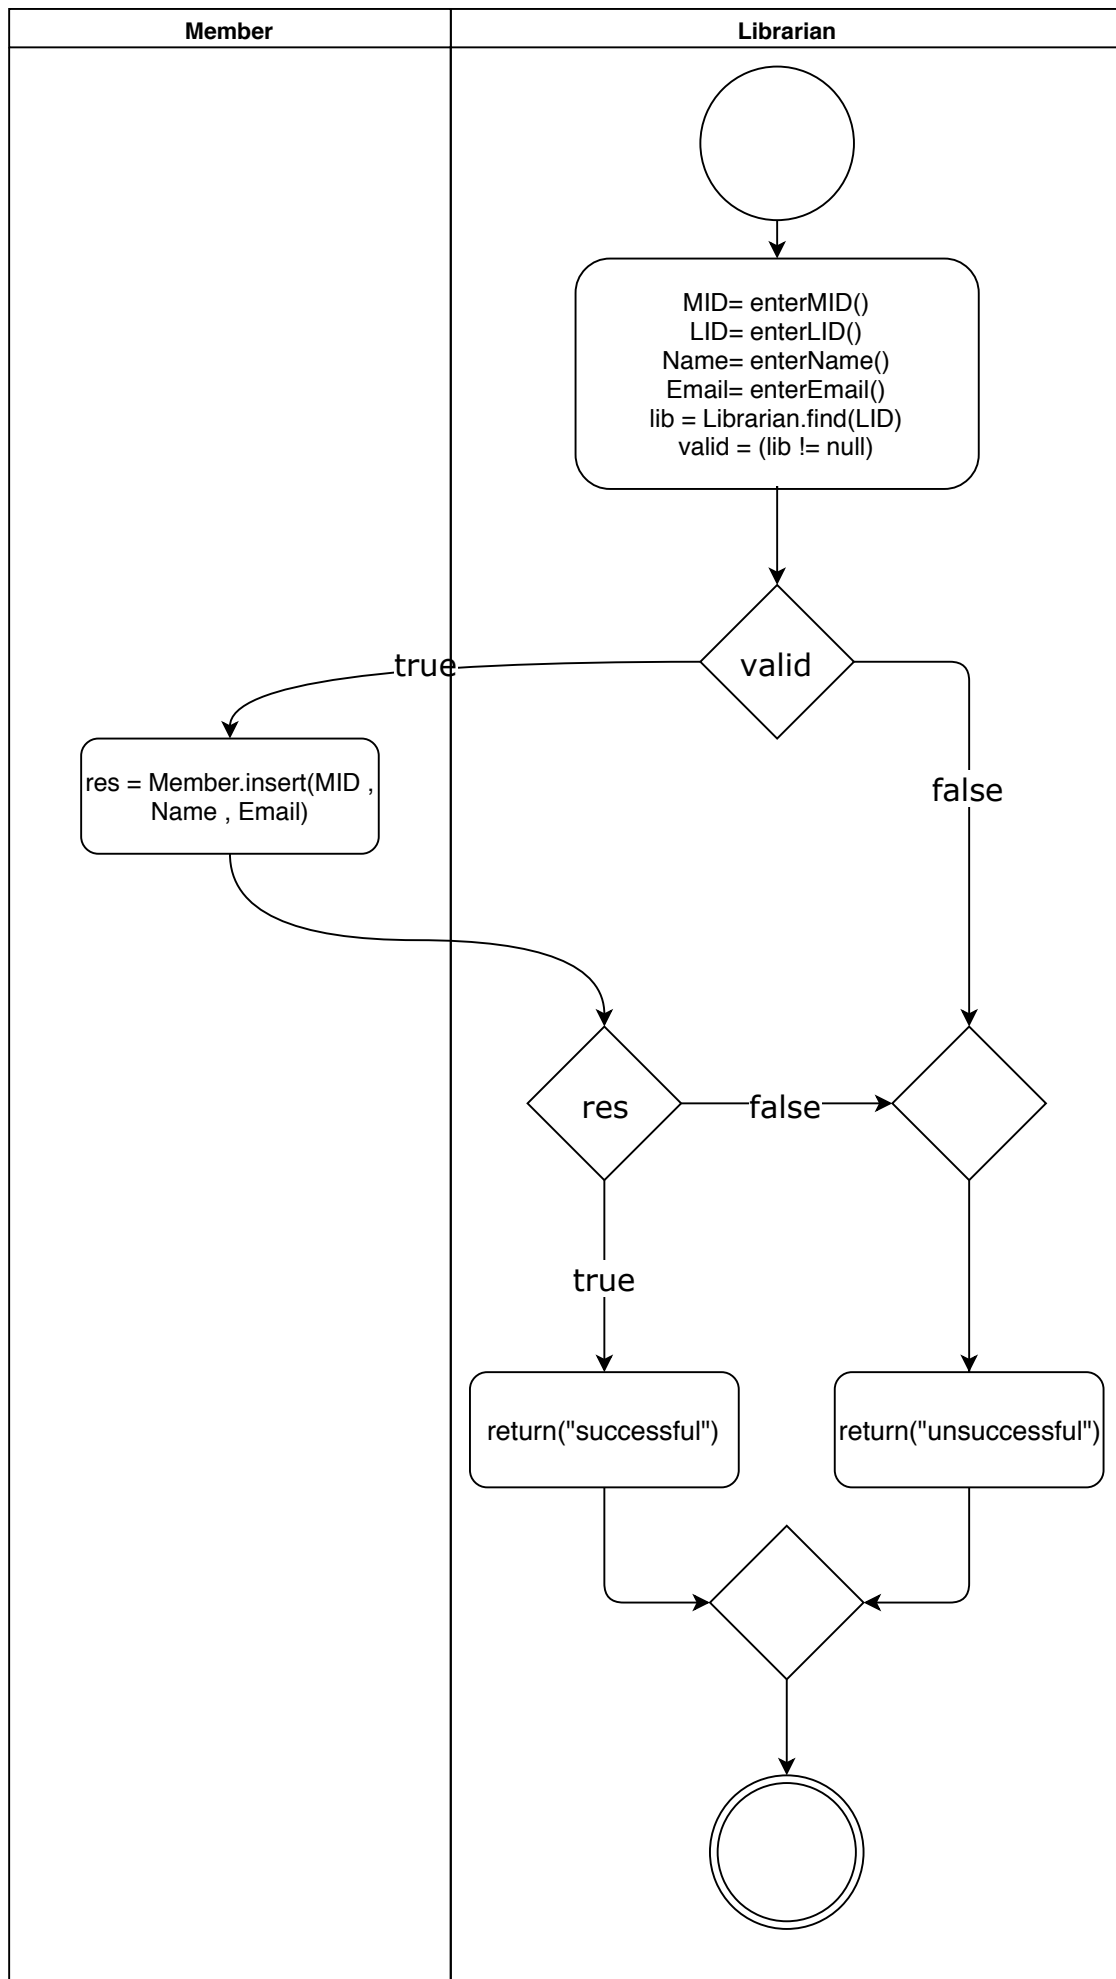 Member
Librarian
MID= enterMID()
LID= enterLID()
Name= enterName()
Email= enterEmail()
lib = Librarian.find(LID)
valid = (lib != null)
true
valid
false
res = Member.insert(MID ,
Name , Email)
res
false
true
return("successful")
return("unsuccessful")